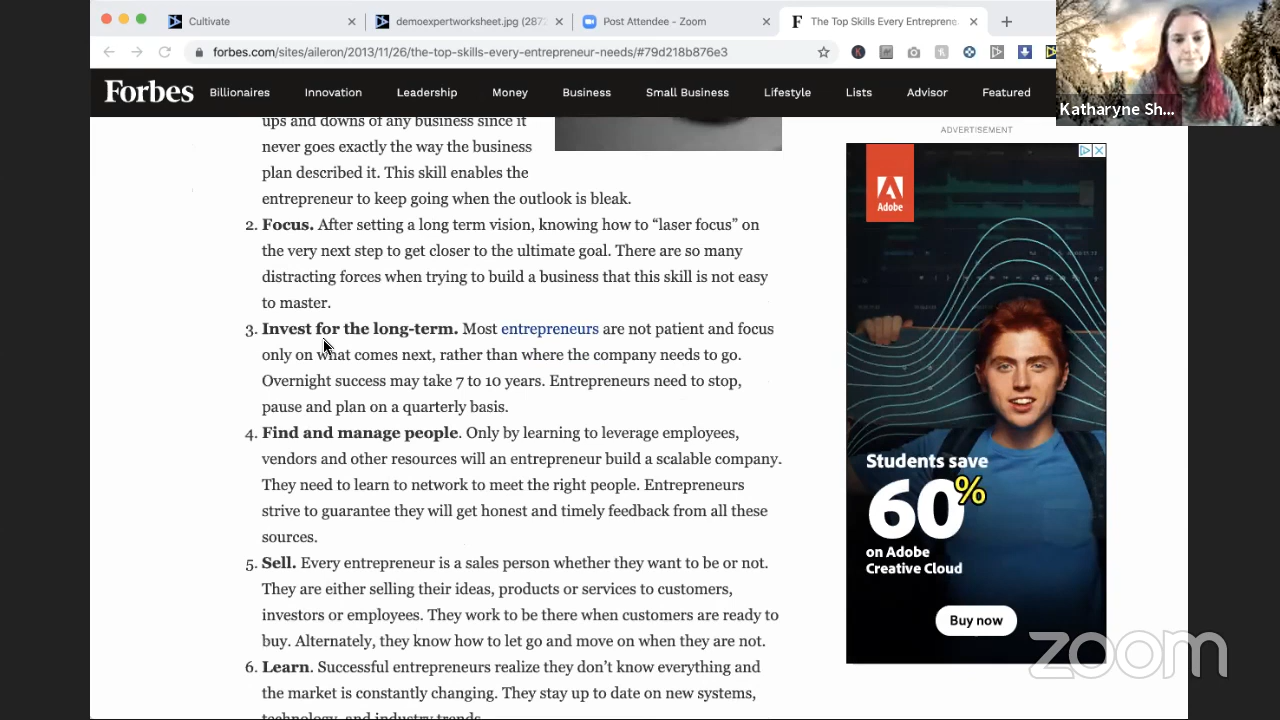 Cultivate
demoexpertworksheet.jpg (287
Post Attendee - Zoom
F The Top Skills Every Entreprene
forbes.com/sites/aileron/2013/11/26/the-top-skills-every-entrepreneur-needs/#79d218b876e3
Katharyne Sh...
Forbes Billionaires Innovation Leadership Money Business Small Business Lifestyle Lists Advisor Featured
ups and downs of any business since it
never goes exactly the way the business
plan described it. This skill enables the
entrepreneur to keep going when the outlook is bleak.
2. Focus. After setting a long term vision, knowing how to “laser focus” on
the very next step to get closer to the ultimate goal. There are so many
distracting forces when trying to build a business that this skill is not easy
to master.
3. Invest for the long-term. Most entrepreneurs are not patient and focus
only on what comes next, rather than where the company needs to go.
Overnight success may take 7 to 10 years. Entrepreneurs need to stop,
pause and plan on a quarterly basis.
4. Find and manage people. Only by learning to leverage employees,
vendors and other resources will an entrepreneur build a scalable company.
They need to learn to network to meet the right people. Entrepreneurs
strive to guarantee they will get honest and timely feedback from all these
sources.
5. Sell. Every entrepreneur is a sales person whether they want to be or not.
They are either selling their ideas, products or services to customers,
investors or employees. They work to be there when customers are ready to
buy. Alternately, they know how to let go and move on when they are not.
6. Learn. Successful entrepreneurs realize they don’t know everything and
the market is constantly changing. They stay up to date on new systems,
technology, and industry trends.
ADVERTISEMENT
Adobe
Students save
60%
on Adobe
Creative Cloud
Buy now
zoom